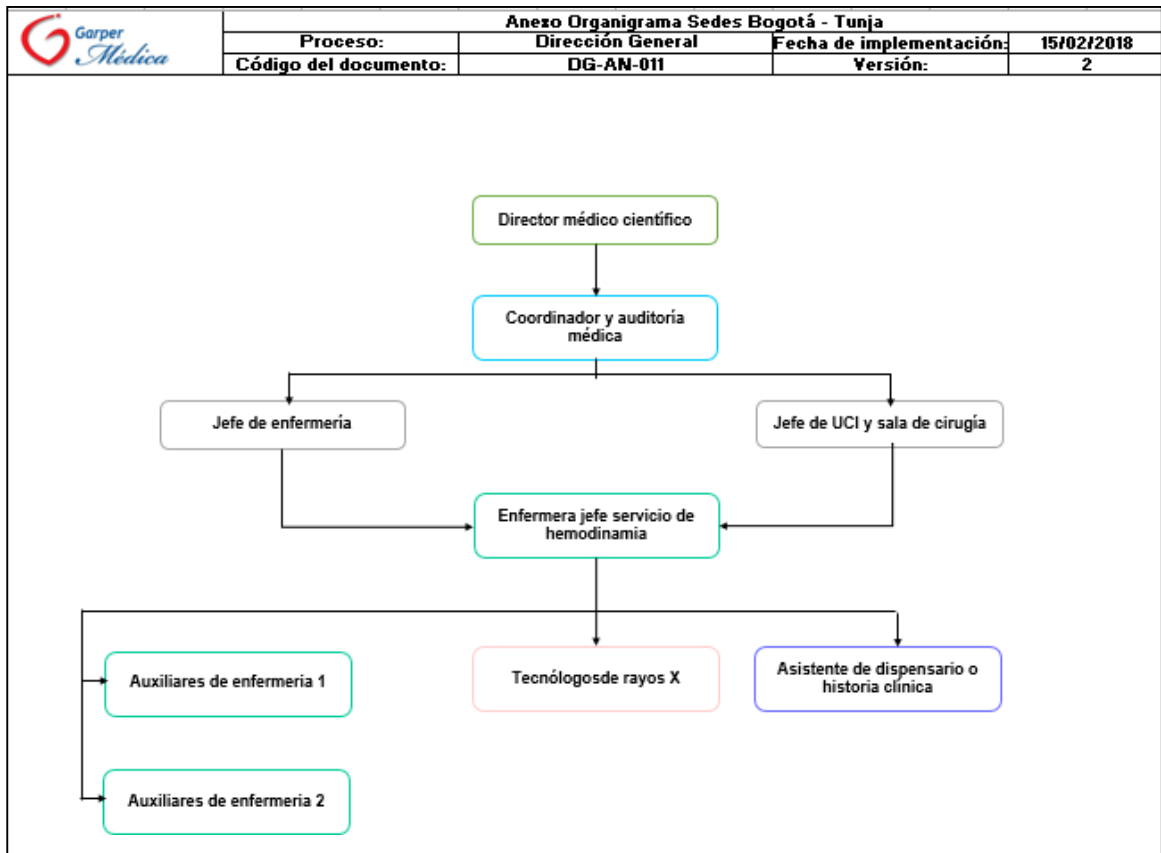 Garper
Médica
Anexo Organigrama Sedes Bogotá - Tunja
Proceso:
Dirección General
Fecha de implementación:
15/02/2018
Código del documento:
DG-AN-011
Versión:
2
Director médico científico
Coordinador y auditoría
médica
Jefe de enfermería
Jefe de UCI y sala de cirugía
Enfermera jefe servicio de
hemodinamia
Auxiliares de enfermeria 1
Tecnólogosde rayos X
Asistente de dispensario o
historia clínica
Auxiliares de enfermeria 2